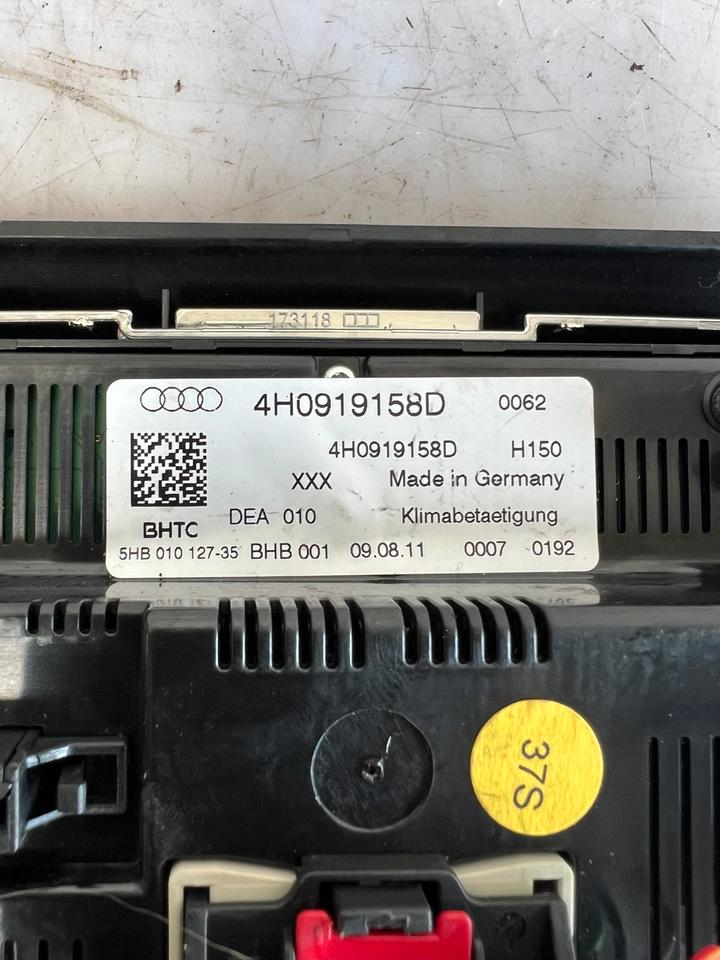 173118
4H0919158D 0062
4H0919158D H150
XXX Made in Germany
BHTC DEA 010 Klimabetaetigung
5HB 010 127-35 BHB 001 09.08.11 0007 0192
37S